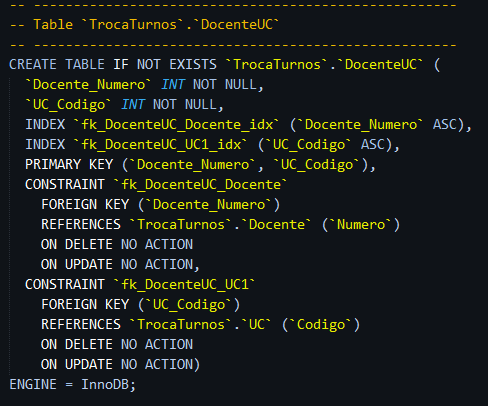 -- -----------------------------------------------------
-- Table `TrocaTurnos`.`DocenteUC`
-- -----------------------------------------------------
CREATE TABLE IF NOT EXISTS `TrocaTurnos`.`DocenteUC` (
  `Docente_Numero` INT NOT NULL,
  `UC_Codigo` INT NOT NULL,
  INDEX `fk_DocenteUC_Docente_idx` (`Docente_Numero` ASC),
  INDEX `fk_DocenteUC_UC1_idx` (`UC_Codigo` ASC),
  PRIMARY KEY (`Docente_Numero`, `UC_Codigo`),
  CONSTRAINT `fk_DocenteUC_Docente`
    FOREIGN KEY (`Docente_Numero`)
    REFERENCES `TrocaTurnos`.`Docente` (`Numero`)
    ON DELETE NO ACTION
    ON UPDATE NO ACTION,
  CONSTRAINT `fk_DocenteUC_UC1`
    FOREIGN KEY (`UC_Codigo`)
    REFERENCES `TrocaTurnos`.`UC` (`Codigo`)
    ON DELETE NO ACTION
    ON UPDATE NO ACTION)
ENGINE = InnoDB;